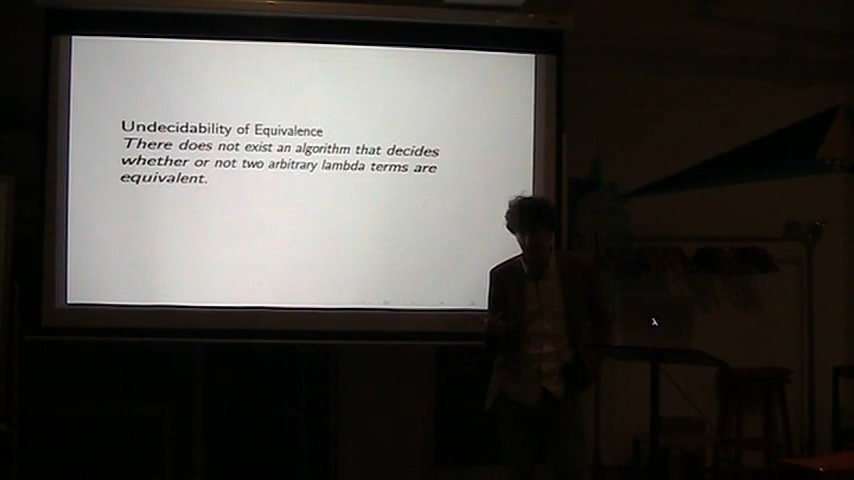 Undecidability of Equivalence
There does not exist an algorithm that decides
whether or not two arbitrary lambda terms are
equivalent.
λ